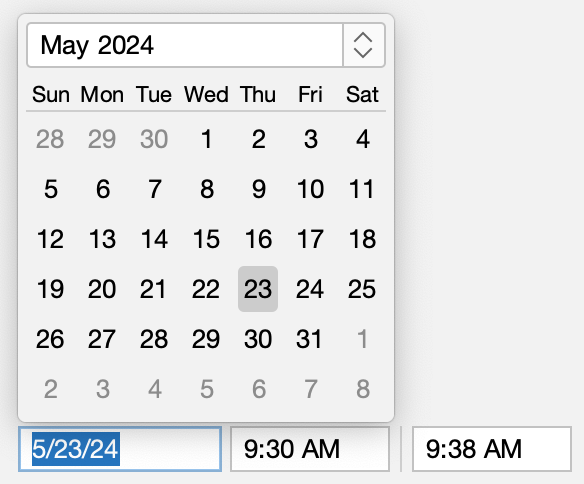 May 2024
Sun Mon Tue Wed Thu Fri Sat
28 29 30 1 2 3 4
5 6 7 8 9 10 11
12 13 14 15 16 17 18
19 20 21 22 23 24 25
26 27 28 29 30 31 1
2 3 4 5 6 7 8
5/23/24 9:30 AM 9:38 AM